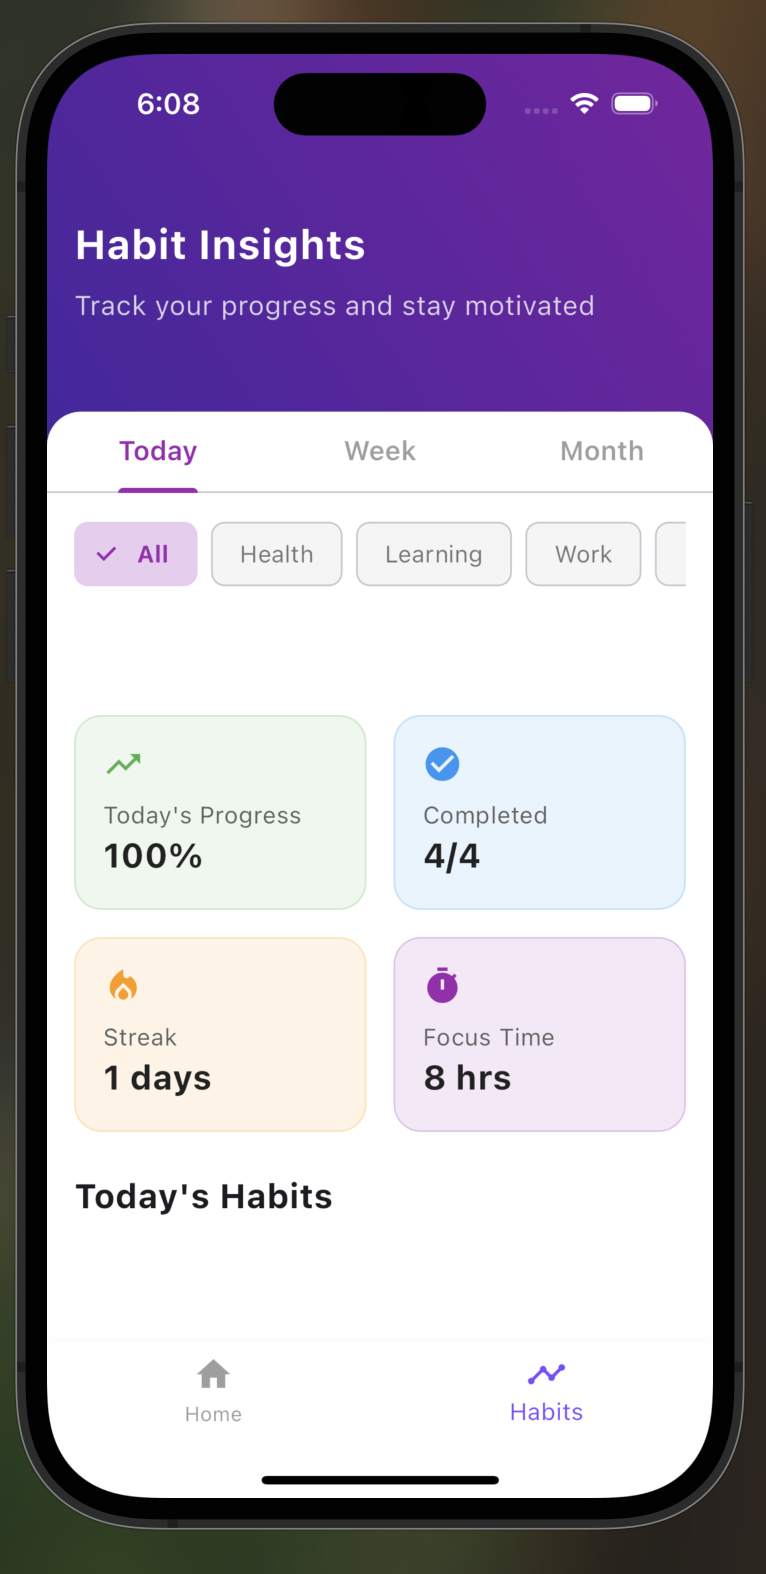 6:08
Habit Insights
Track your progress and stay motivated
Today Week Month
All Health Learning Work
Today's Progress
100%
Completed
4/4
Streak
1 days
Focus Time
8 hrs
Today's Habits
Home
Habits